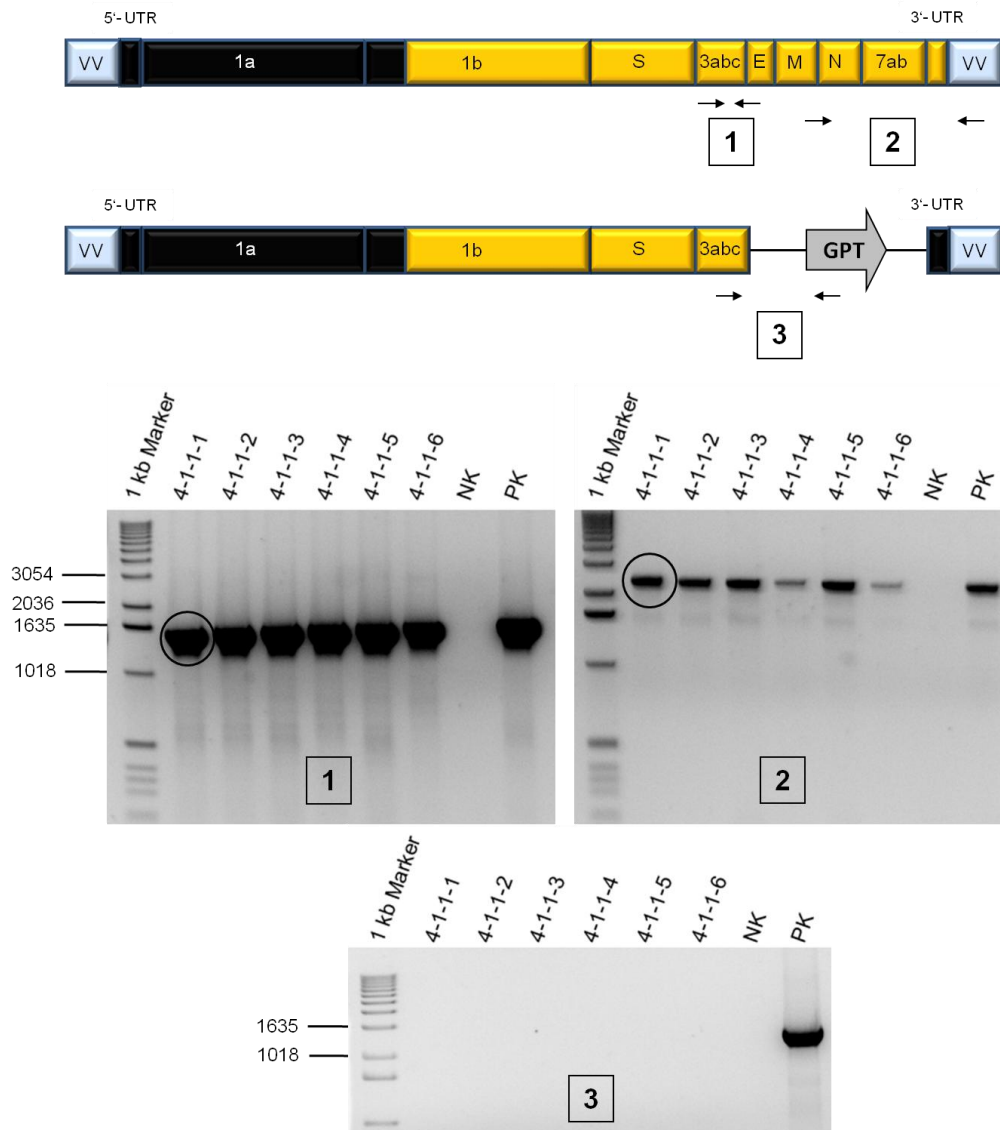 5'- UTR 3'- UTR
VV 1a 1b S 3abc E M N 7ab VV
1 2
5'- UTR 3'- UTR
VV 1a 1b S 3abc GPT VV
3
1 kb Marker 4-1-1-1 4-1-1-2 4-1-1-3 4-1-1-4 4-1-1-5 4-1-1-6 NK PK
1 kb Marker 4-1-1-1 4-1-1-2 4-1-1-3 4-1-1-4 4-1-1-5 4-1-1-6 NK PK
3054
2036
1635
1018
1 2
1 kb Marker 4-1-1-1 4-1-1-2 4-1-1-3 4-1-1-4 4-1-1-5 4-1-1-6 NK PK
1635
1018
3